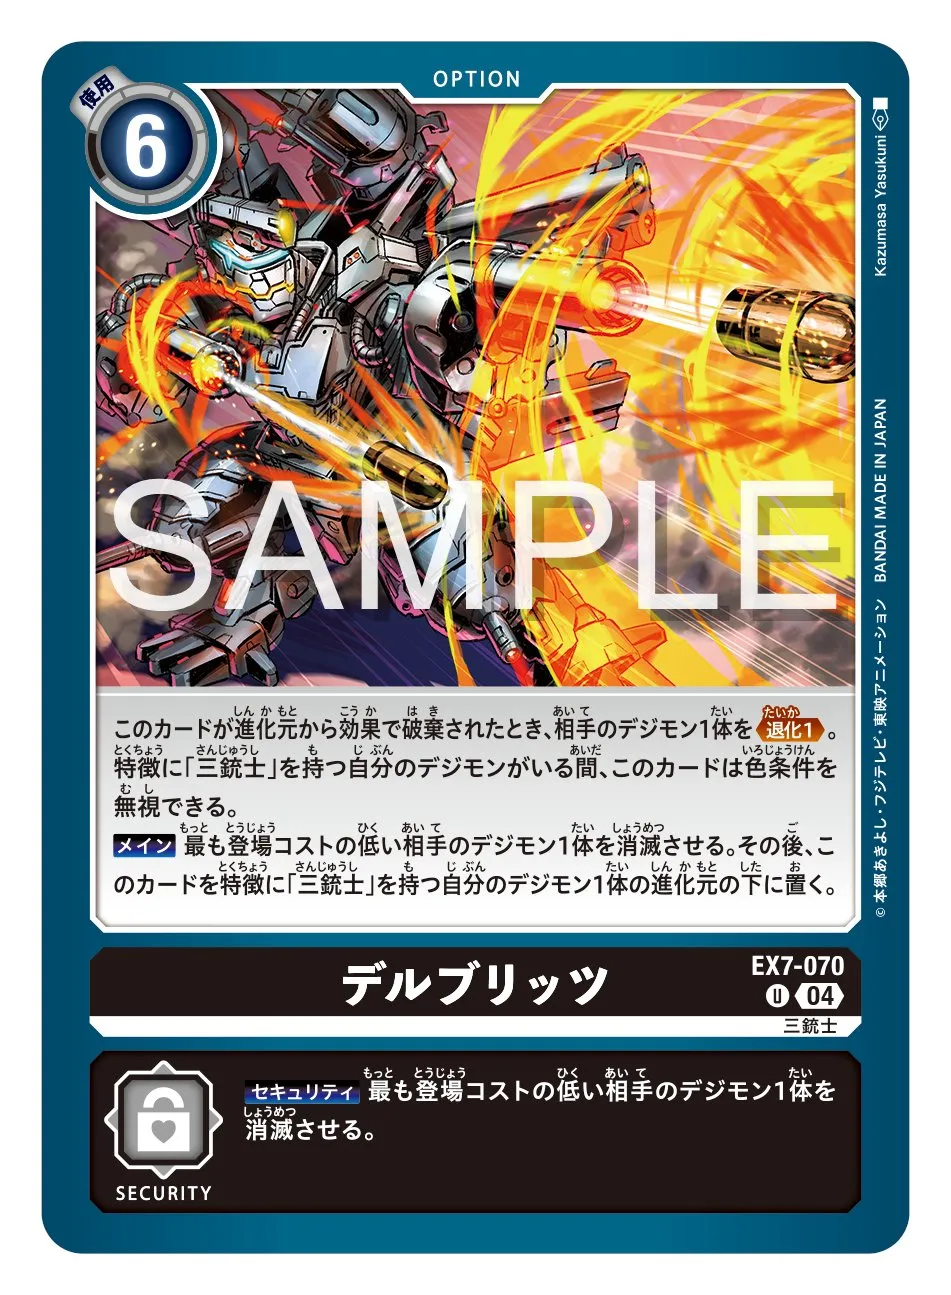 OPTION
使用
6
Kazumasa Yasukuni
BANDAI MADE IN JAPAN
©本郷あきよし・フジテレビ・東映アニメーション
SAMPLE
このカードが進化元から効果で破棄されたとき、相手のデジモン1体を退化1。
特徴に「三銃士」を持つ自分のデジモンがいる間、このカードは色条件を
無視できる。
メイン 最も登場コストの低い相手のデジモン1体を消滅させる。その後、こ
のカードを特徴に「三銃士」を持つ自分のデジモン1体の進化元の下に置く。
デルブリッツ
EX7-070
U 04
三銃士
セキュリティ 最も登場コストの低い相手のデジモン1体を
消滅させる。
SECURITY